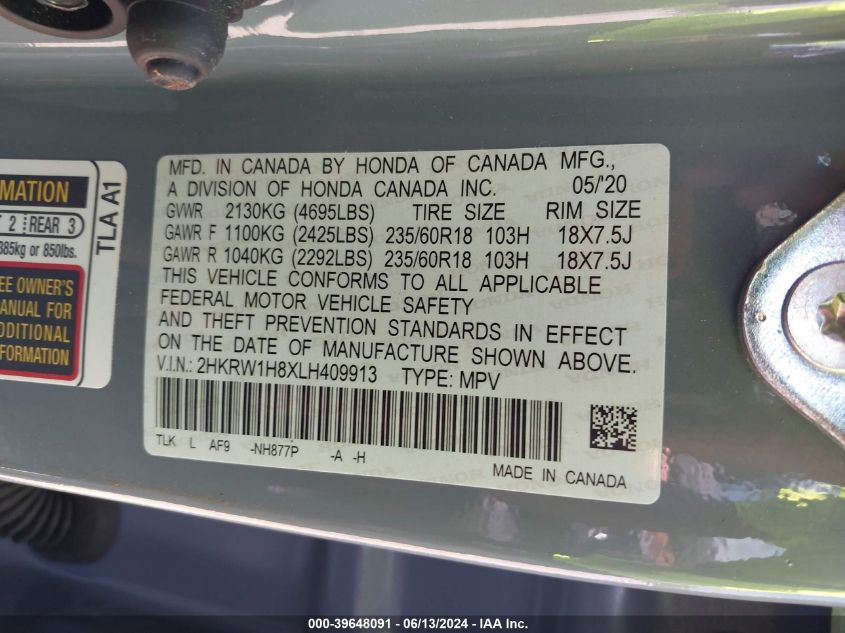 MFD. IN CANADA BY HONDA OF CANADA MFG.,
A DIVISION OF HONDA CANADA INC. 05/'20
GVWR 2130KG (4695LBS) TIRE SIZE RIM SIZE
GAWR F 1100KG (2425LBS) 235/60R18 103H 18X7.5J
GAWR R 1040KG (2292LBS) 235/60R18 103H 18X7.5J
THIS VEHICLE CONFORMS TO ALL APPLICABLE
FEDERAL MOTOR VEHICLE SAFETY
AND THEFT PREVENTION STANDARDS IN EFFECT
ON THE DATE OF MANUFACTURE SHOWN ABOVE.
V.I.N.: 2HKRW1H8XLH409913 TYPE: MPV
TLK L AF9 -NH877P -A -H
MADE IN CANADA
RMATION
2 REAR 3
385kg or 850lbs.
EE OWNER'S
MANUAL FOR
DDITIONAL
NFORMATION
TLA A1
000-39648091 - 06/13/2024 - IAA Inc.